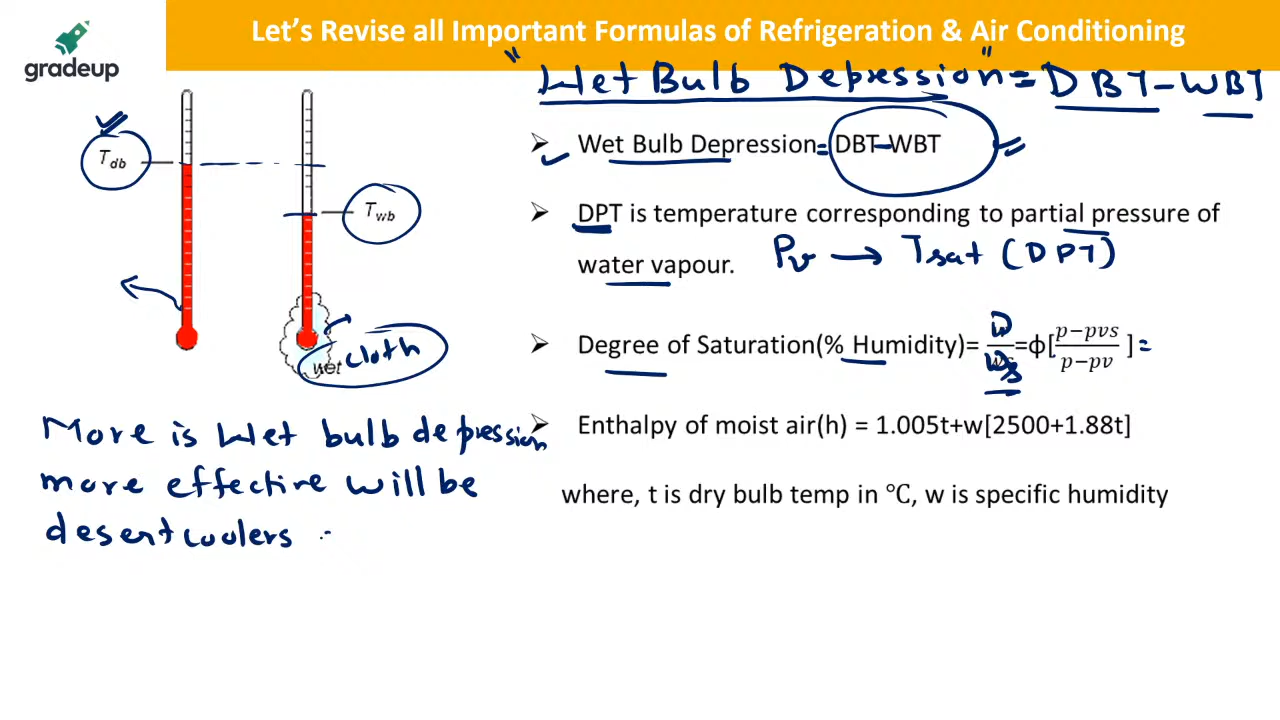 Let's Revise all Important Formulas of Refrigeration & Air Conditioning
gradeup
"Wet Bulb Depression" = DBT - WBT
T_db
T_wb
wet cloth
➢ Wet Bulb Depression = DBT-WBT
➢ DPT is temperature corresponding to partial pressure of
water vapour. Pv → Tsat (DPT)
➢ Degree of Saturation(% Humidity)= w/ws =ϕ[p−pvs/p−pv] =
➢ Enthalpy of moist air(h) = 1.005t+w[2500+1.88t]
where, t is dry bulb temp in ℃, w is specific humidity
More is Wet bulb depression
more effective will be
desert coolers